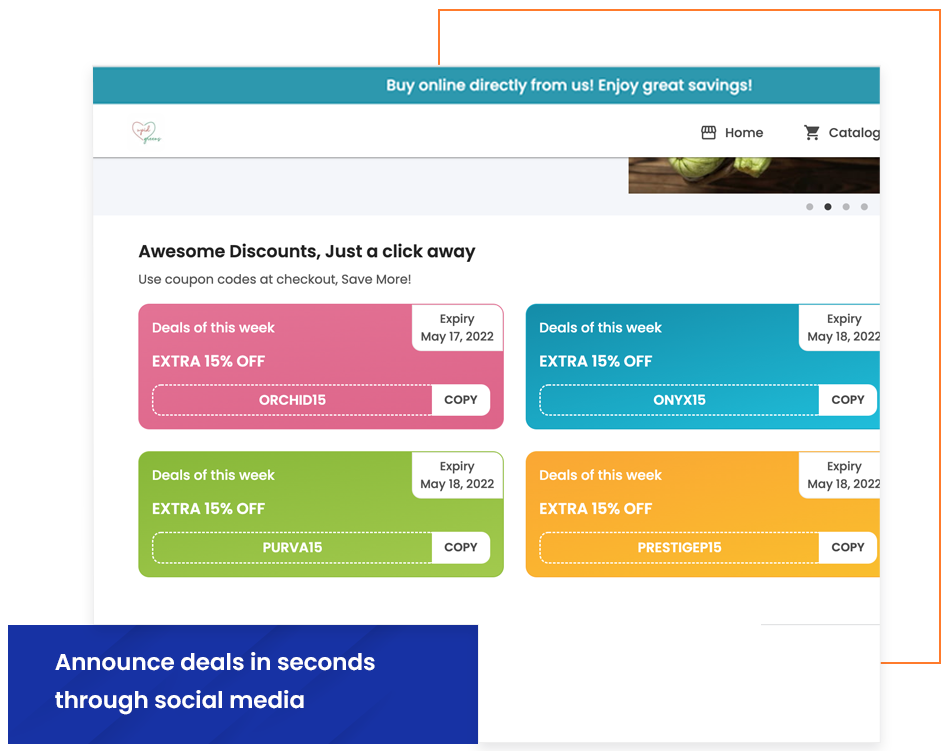 Buy online directly from us! Enjoy great savings!
Home
Catalog
Awesome Discounts, Just a click away
Use coupon codes at checkout, Save More!
Deals of this week
Expiry
May 17, 2022
EXTRA 15% OFF
ORCHID15
COPY
Deals of this week
Expiry
May 18, 2022
EXTRA 15% OFF
ONYX15
COPY
Deals of this week
Expiry
May 18, 2022
EXTRA 15% OFF
PURVA15
COPY
Deals of this week
Expiry
May 18, 2022
EXTRA 15% OFF
PRESTIGEP15
COPY
Announce deals in seconds
through social media